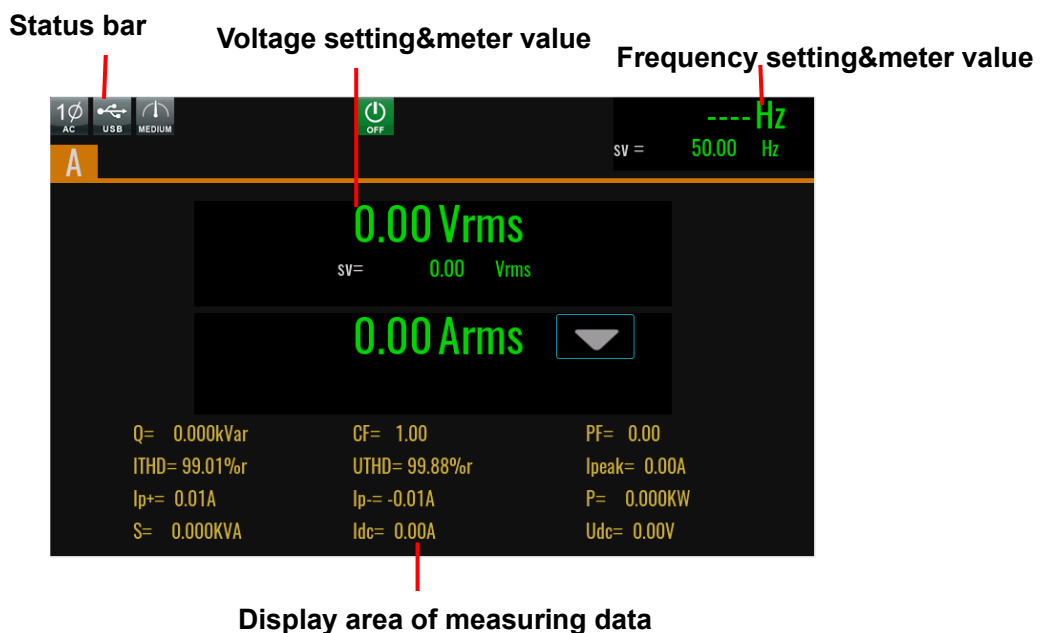 Status bar
Voltage setting&meter value
Frequency setting&meter value
1Ø
AC
USB
MEDIUM
OFF
---- Hz
sv = 50.00 Hz
A
0.00 Vrms
sv= 0.00 Vrms
0.00 Arms
Q= 0.000kVar CF= 1.00 PF= 0.00
ITHD= 99.01%r UTHD= 99.88%r Ipeak= 0.00A
Ip+= 0.01A Ip-= -0.01A P= 0.000KW
S= 0.000KVA Idc= 0.00A Udc= 0.00V
Display area of measuring data